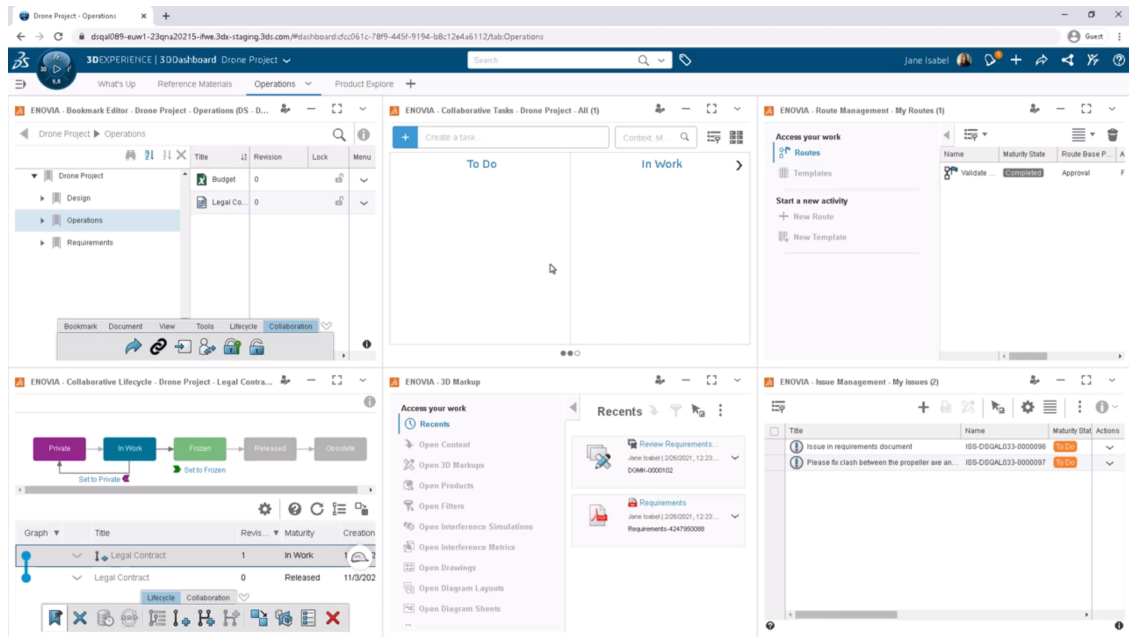 Drone Project - Operations
dsqal089-euw1-23qna20215-ifwe.3dx-staging.3ds.com/#dashboard:cfcc061c-78f9-445f-9194-b8c12e4a6112/tab:Operations
Guest
3DEXPERIENCE | 3DDashboard Drone Project
Search
Jane Isabel
What's Up Reference Materials Operations Product Explore
ENOVIA - Bookmark Editor - Drone Project - Operations (DS - D...
Drone Project Operations
Title Revision Lock Menu
Drone Project
Design
Operations
Requirements
Budget 0
Legal Co... 0
Bookmark Document View Tools Lifecycle Collaboration
ENOVIA - Collaborative Tasks - Drone Project - All (1)
Create a task...
Context: M...
To Do In Work
ENOVIA - Route Management - My Routes (1)
Access your work
Routes
Templates
Start a new activity
New Route
New Template
Name Maturity State Route Base P... A
Validate ... Completed Approval F
ENOVIA - Collaborative Lifecycle - Drone Project - Legal Contra...
Private In Work Frozen Released Obsolete
Set to Frozen
Set to Private
Graph Title Revis... Maturity Creation
Legal Contract 1 In Work
Legal Contract 0 Released 11/3/202
Lifecycle Collaboration
ENOVIA - 3D Markup
Access your work
Recents
Open Content
Open 3D Markups
Open Products
Open Filters
Open Interference Simulations
Open Interference Metrics
Open Drawings
Open Diagram Layouts
Open Diagram Sheets
Recents
Review Requirements...
Jane Isabel | 2/26/2021, 12:23:...
DGMK-0000102
Requirements
Jane Isabel | 2/26/2021, 12:23:...
Requirements-4247950088
ENOVIA - Issue Management - My issues (2)
Title Name Maturity Stat Actions
Issue in requirements document ISS-DSQAL033-0000096 To Do
Please fix clash between the propeller axe an... ISS-DSQAL033-0000097 To Do